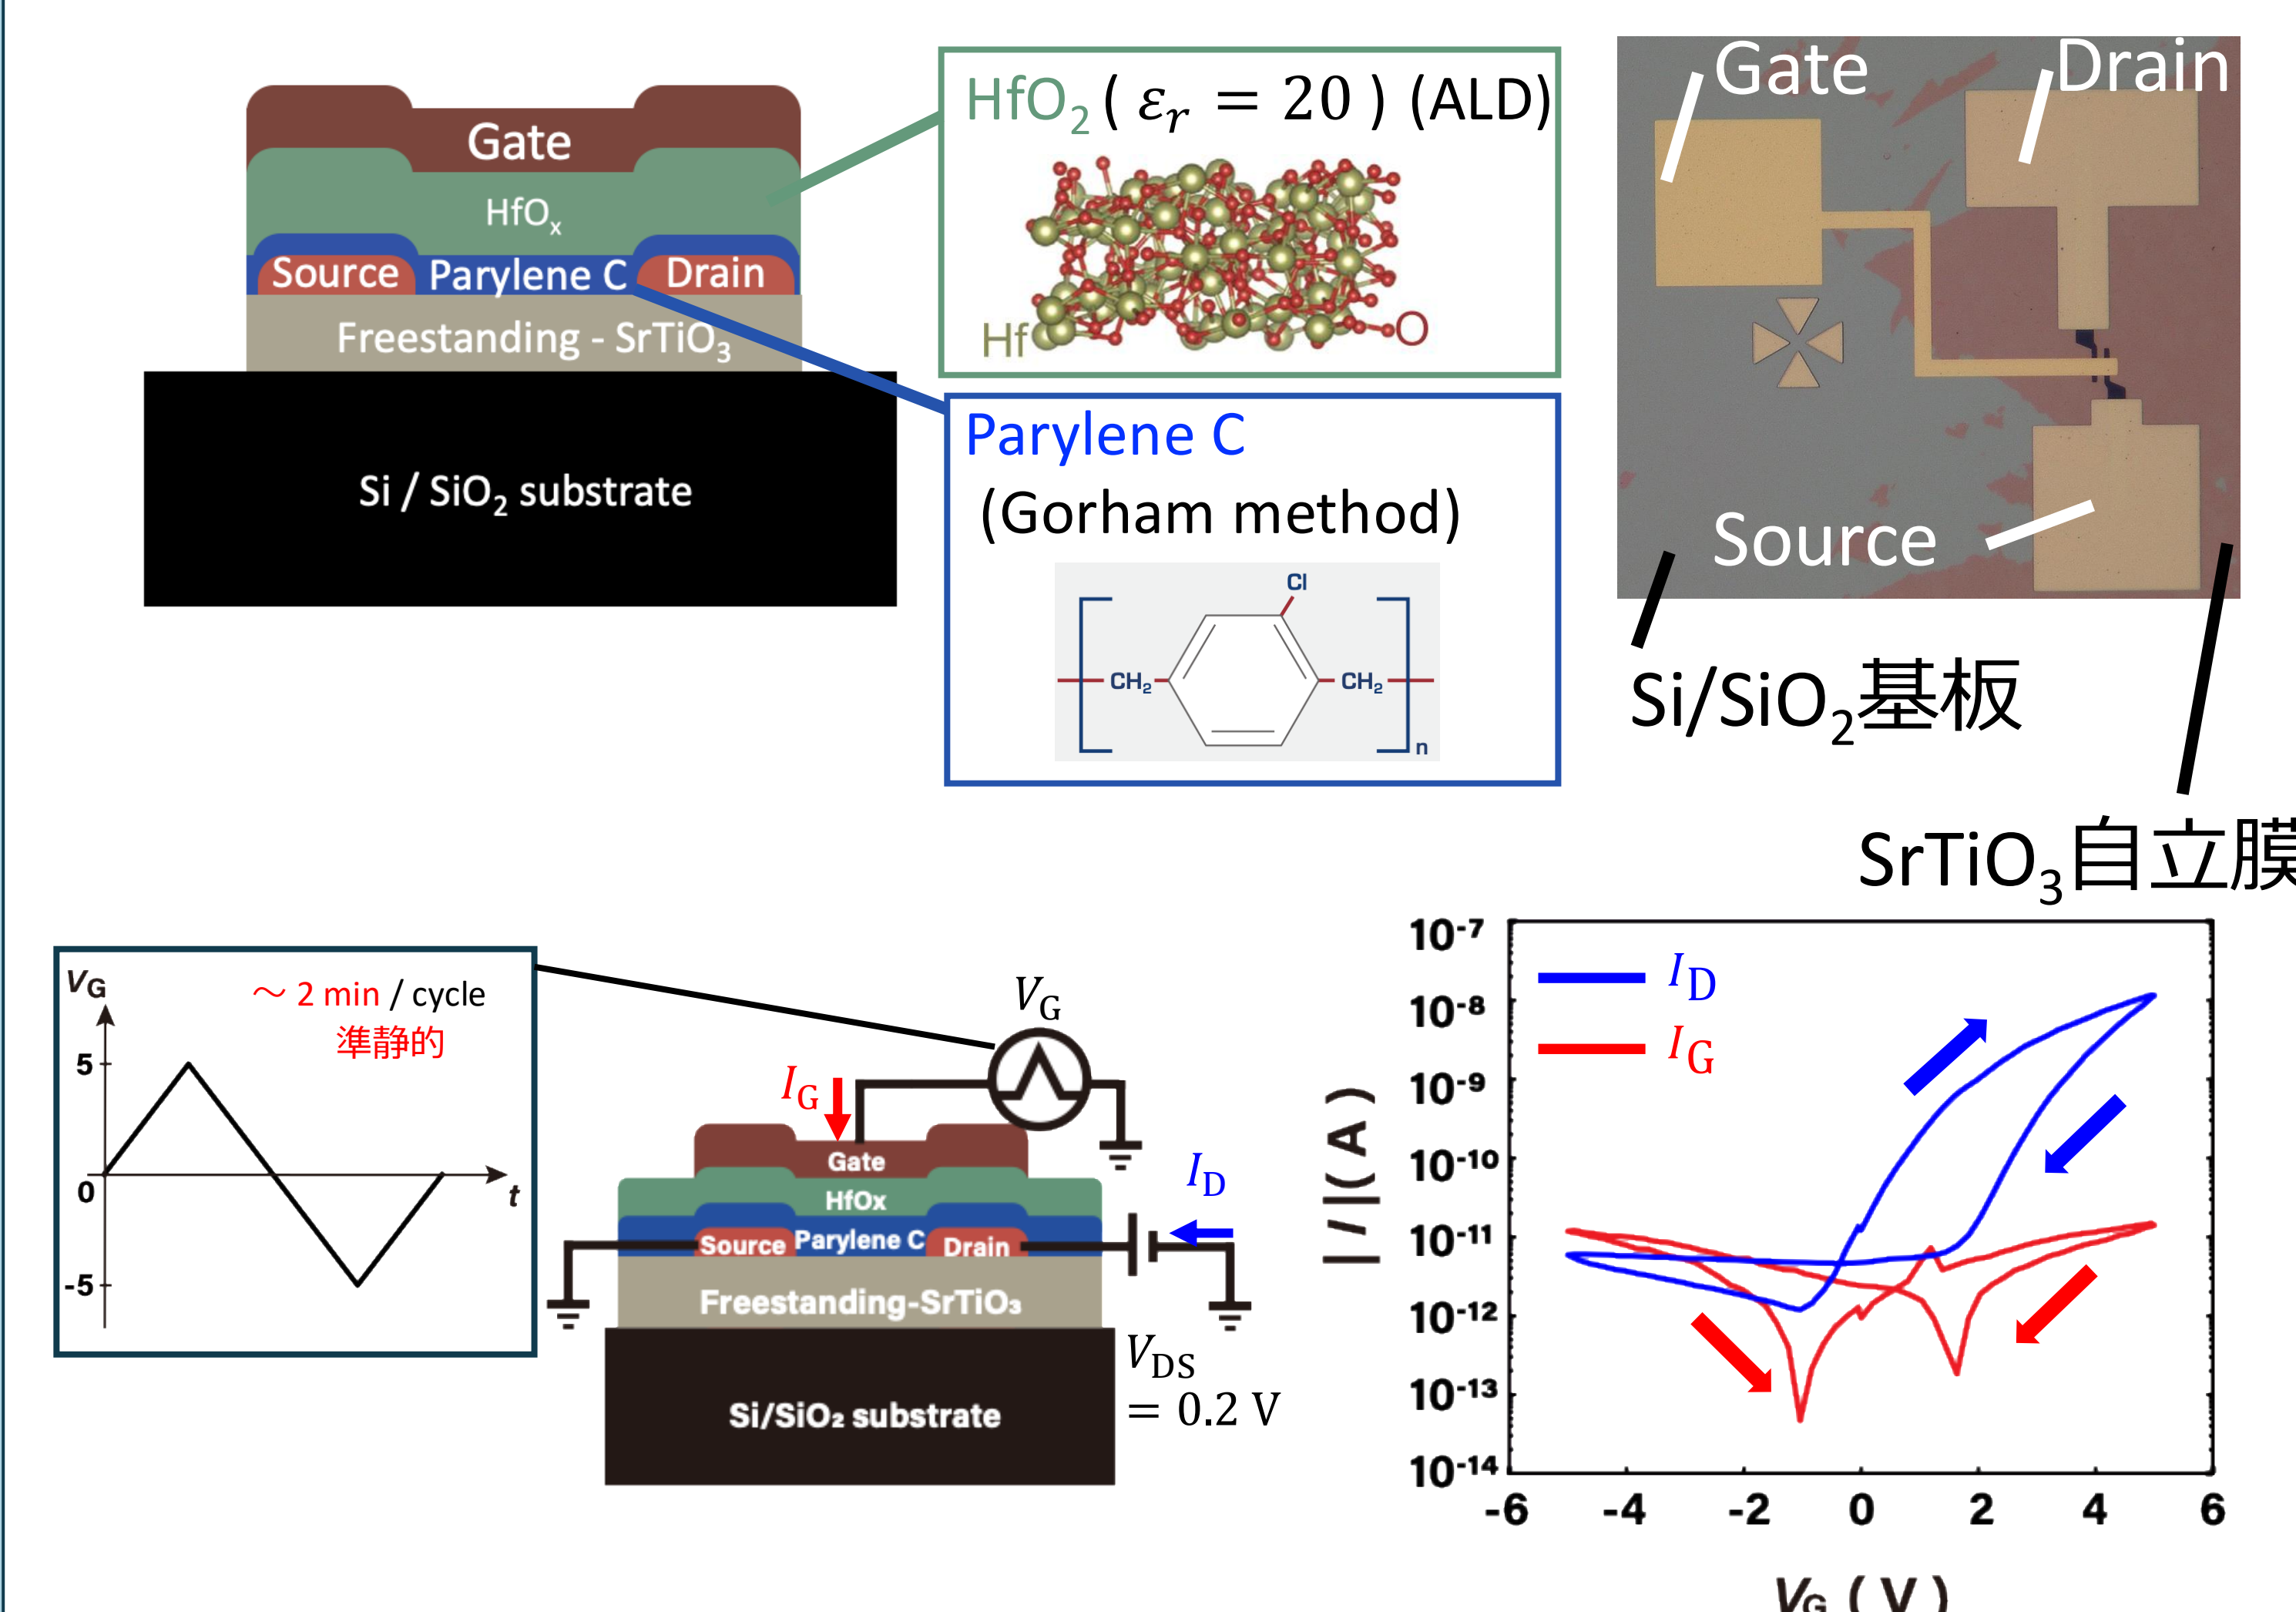 Gate
HfOₓ
Source
Parylene C
Drain
Freestanding - SrTiO₃
Si / SiO₂ substrate
HfO₂ ( εᵣ = 20 ) (ALD)
Hf
O
Parylene C
(Gorham method)
Cl
CH₂
CH₂
n
Gate
Drain
Source
Si/SiO₂基板
SrTiO₃自立膜
VG
～ 2 min / cycle
準静的
5
0
-5
t
VG
IG
ID
Gate
HfOx
Source
Parylene C
Drain
Freestanding-SrTiO₃
Si/SiO₂ substrate
VDS
= 0.2 V
ID
IG
10⁻⁷
10⁻⁸
10⁻⁹
10⁻¹⁰
10⁻¹¹
10⁻¹²
10⁻¹³
10⁻¹⁴
| I |( A )
-6 -4 -2 0 2 4 6
VG ( V )